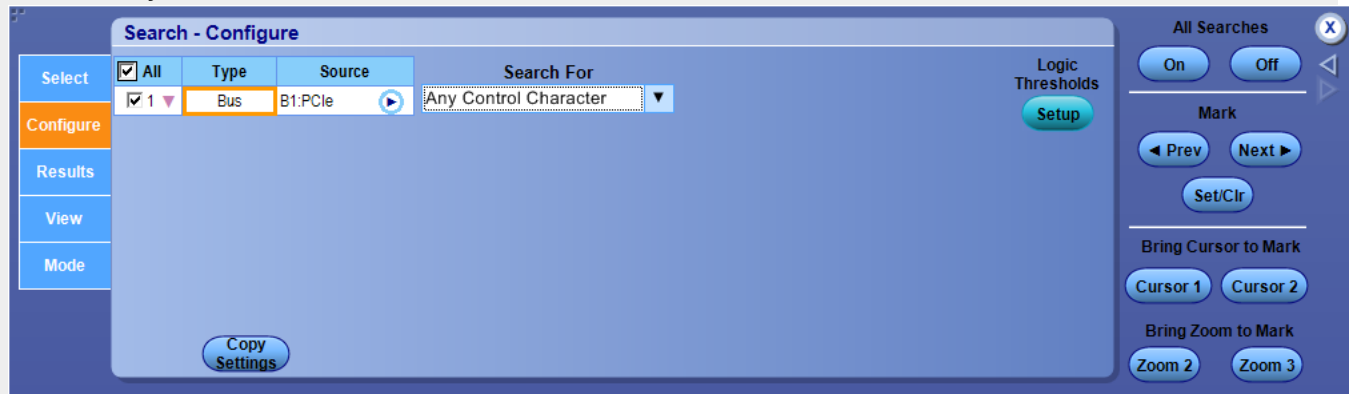 Search - Configure
Select
Configure
Results
View
Mode
All Type Source
1 ▼ Bus B1:PCIe
Search For
Any Control Character ▼
Logic
Thresholds
Setup
Copy
Settings
All Searches
X
On Off
Mark
◄ Prev Next ►
Set/Clr
Bring Cursor to Mark
Cursor 1 Cursor 2
Bring Zoom to Mark
Zoom 2 Zoom 3